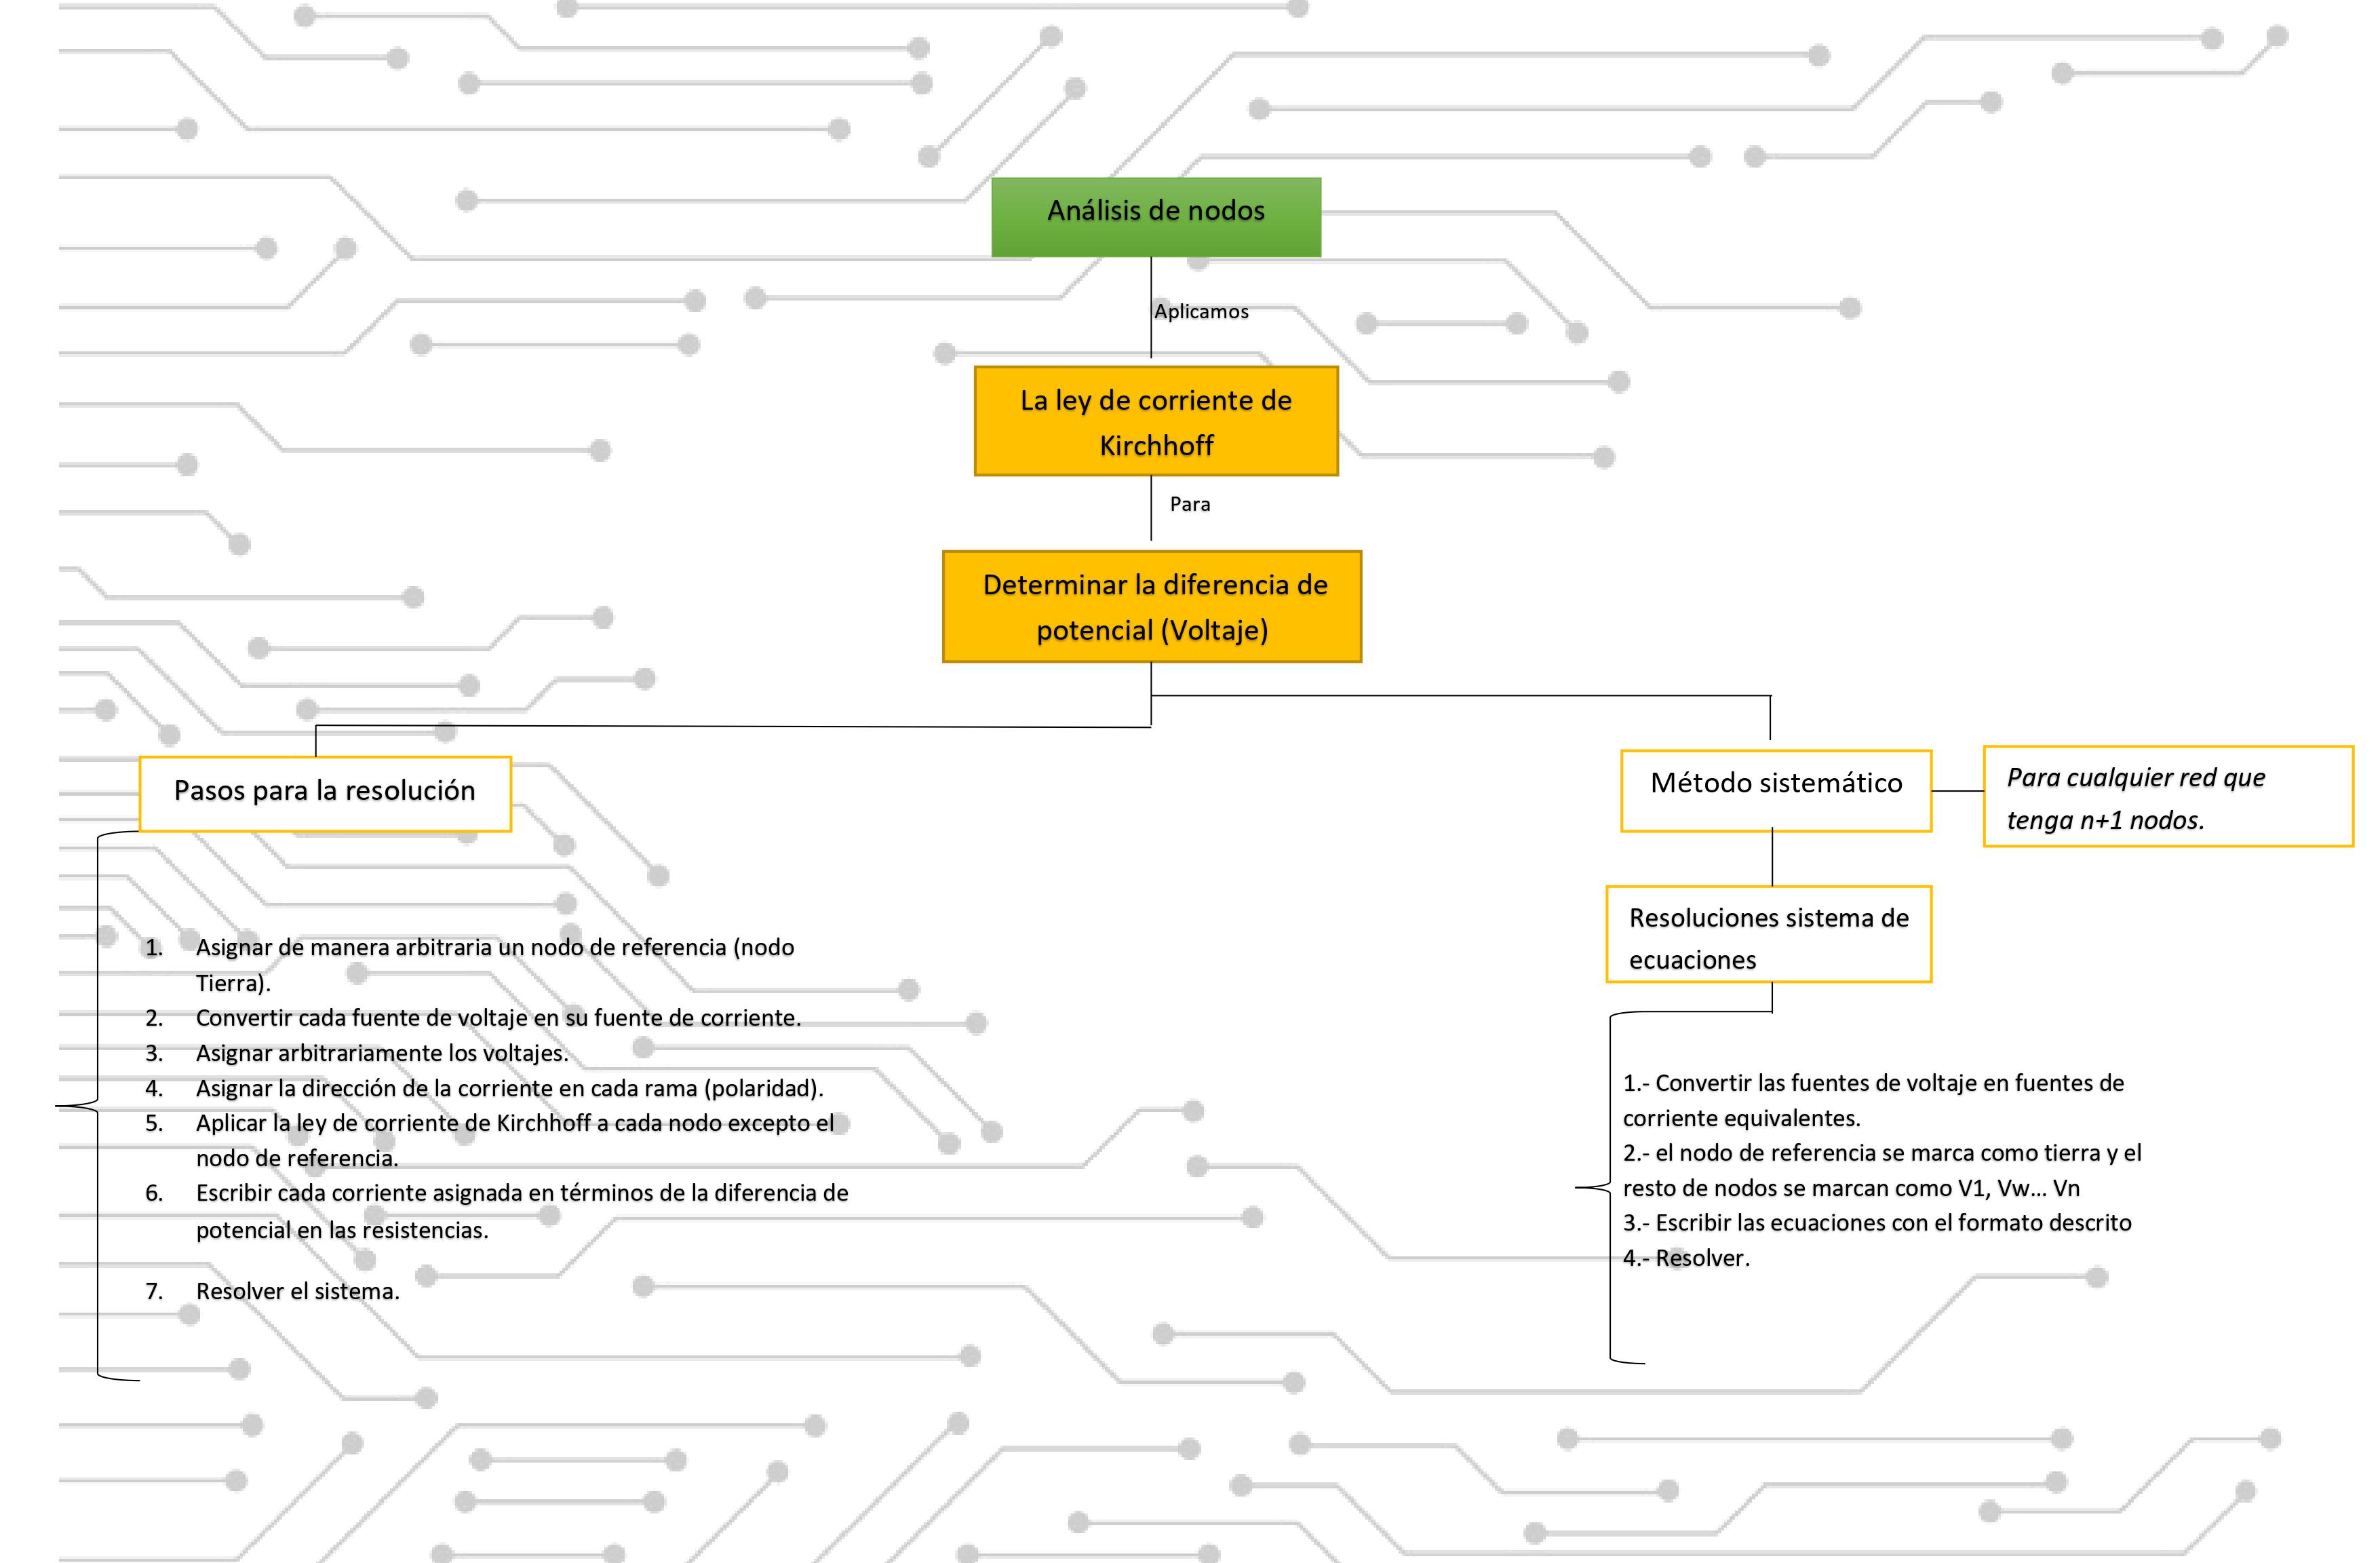 Análisis de nodos
Aplicamos
La ley de corriente de
Kirchhoff
Para
Determinar la diferencia de
potencial (Voltaje)
Pasos para la resolución
1. Asignar de manera arbitraria un nodo de referencia (nodo
Tierra).
2. Convertir cada fuente de voltaje en su fuente de corriente.
3. Asignar arbitrariamente los voltajes.
4. Asignar la dirección de la corriente en cada rama (polaridad).
5. Aplicar la ley de corriente de Kirchhoff a cada nodo excepto el
nodo de referencia.
6. Escribir cada corriente asignada en términos de la diferencia de
potencial en las resistencias.
7. Resolver el sistema.
Método sistemático
Para cualquier red que
tenga n+1 nodos.
Resoluciones sistema de
ecuaciones
1.- Convertir las fuentes de voltaje en fuentes de
corriente equivalentes.
2.- el nodo de referencia se marca como tierra y el
resto de nodos se marcan como V1, Vw... Vn
3.- Escribir las ecuaciones con el formato descrito
4.- Resolver.